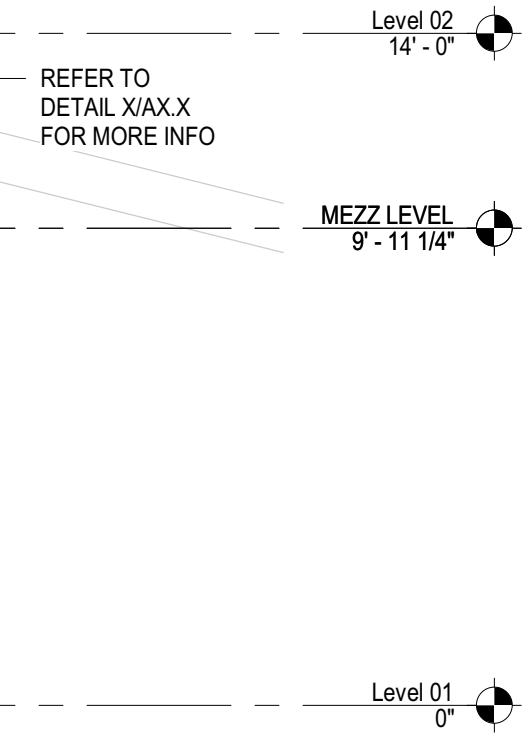 Level 02
14' - 0"
REFER TO
DETAIL X/AX.X
FOR MORE INFO
MEZZ LEVEL
9' - 11 1/4"
Level 01
0"